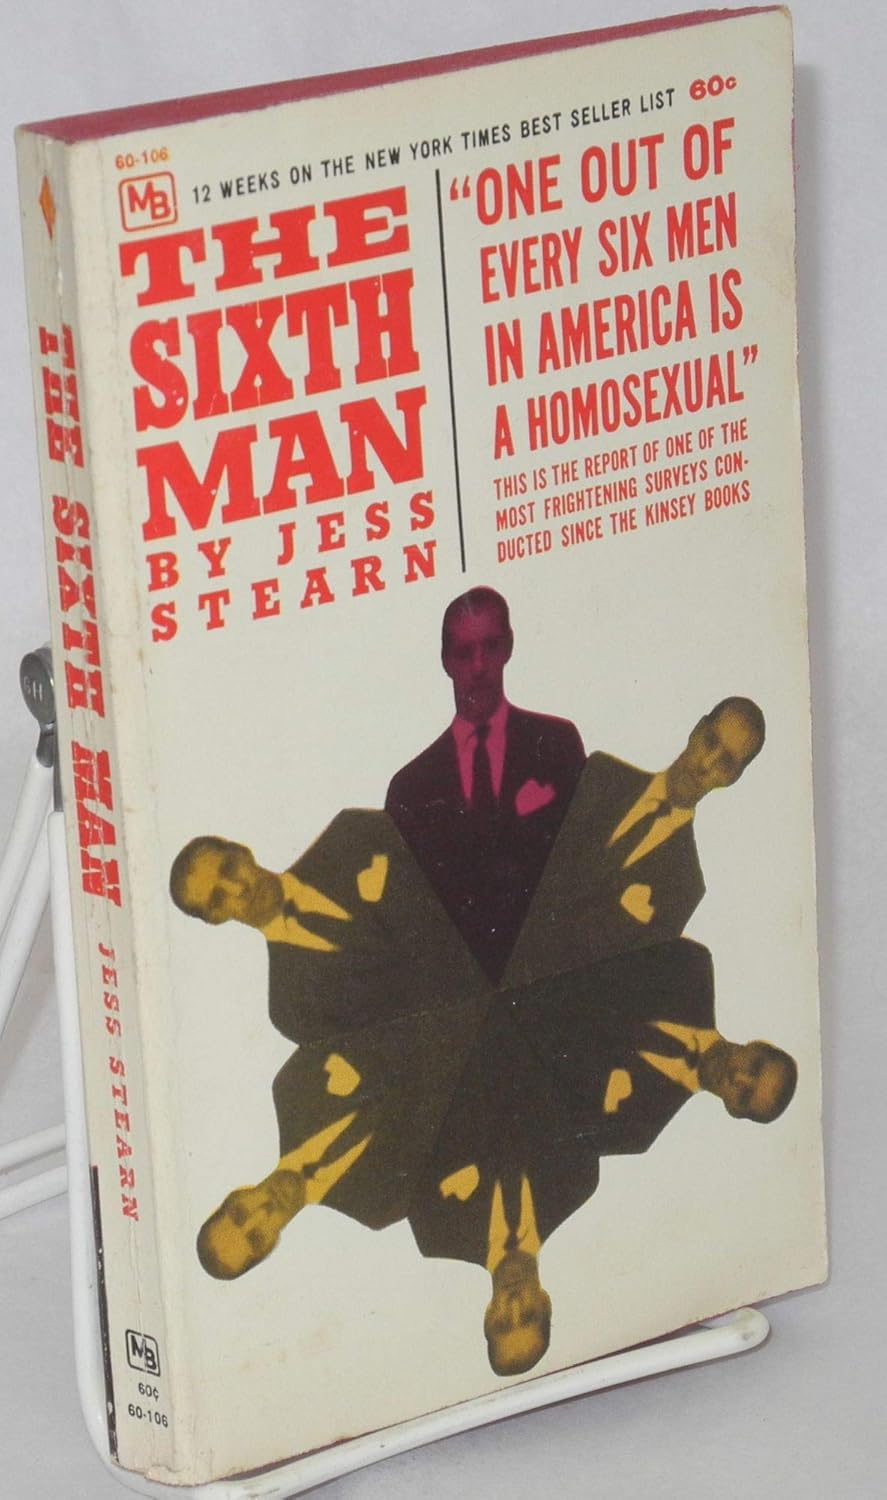 60-106
MB
12 WEEKS ON THE NEW YORK TIMES BEST SELLER LIST
60c
THE
SIXTH
MAN
BY JESS
STEARN
“ONE OUT OF
EVERY SIX MEN
IN AMERICA IS
A HOMOSEXUAL”
THIS IS THE REPORT OF ONE OF THE
MOST FRIGHTENING SURVEYS CON-
DUCTED SINCE THE KINSEY BOOKS
THE SIXTH MAN JESS STEARN
MB
60¢
60-106